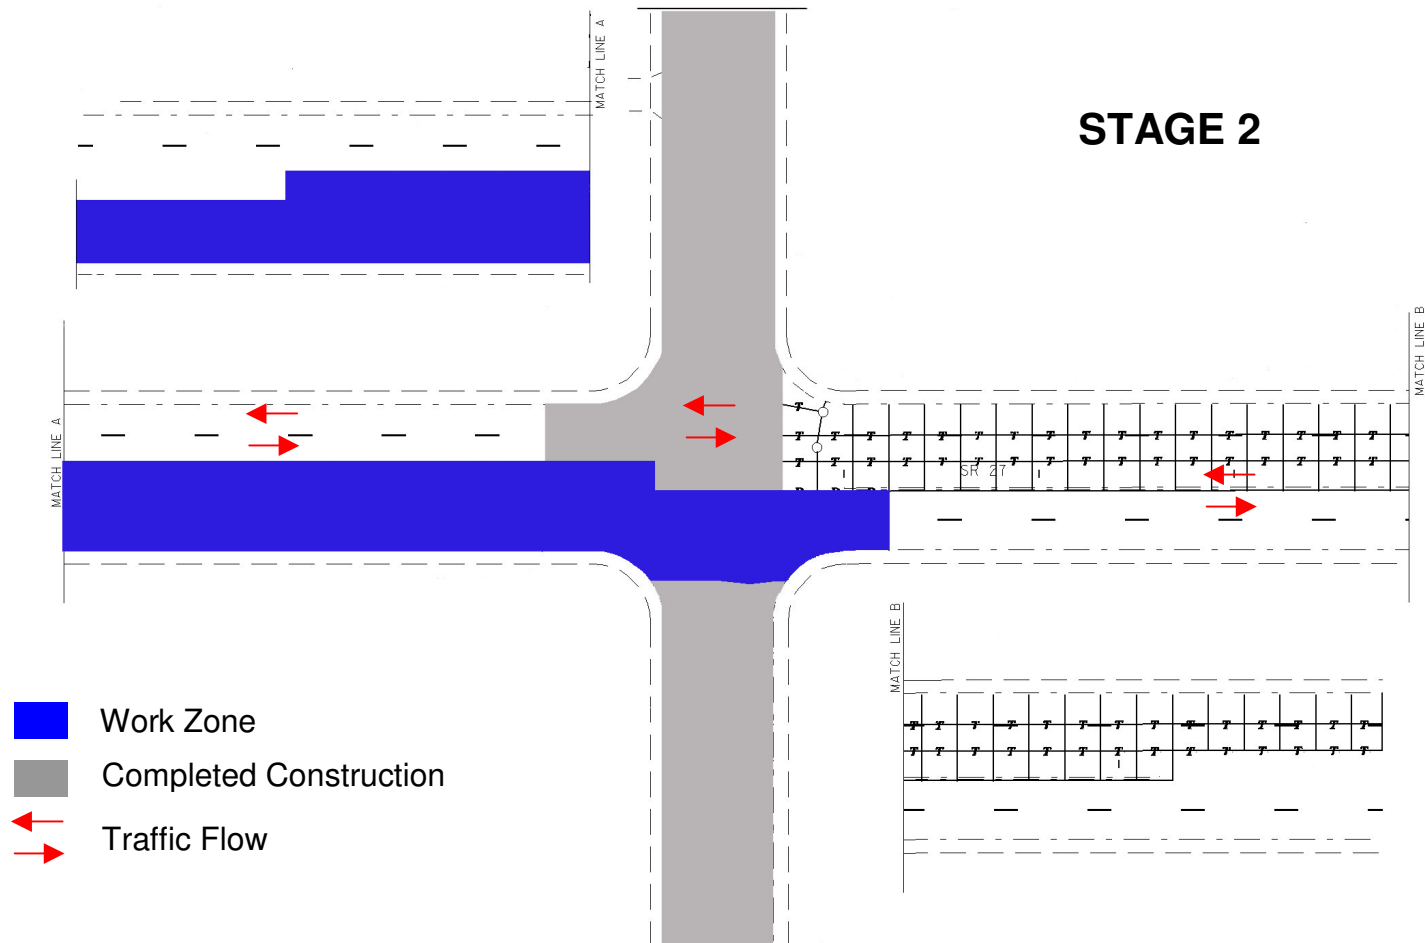 MATCH LINE A
STAGE 2
MATCH LINE B
MATCH LINE A
SR 27
MATCH LINE B
Work Zone
Completed Construction
Traffic Flow